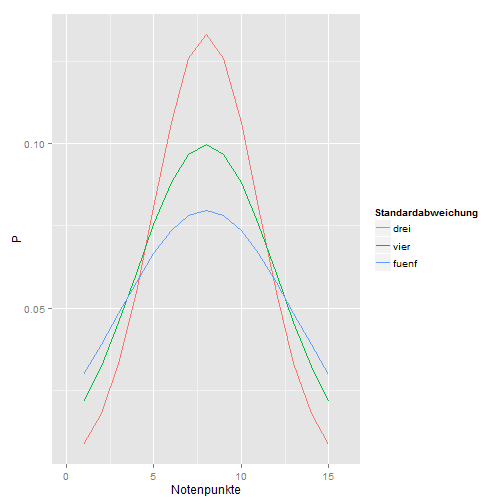 P
0.10
0.05
0 5 10 15
Notenpunkte
Standardabweichung
drei
vier
fuenf